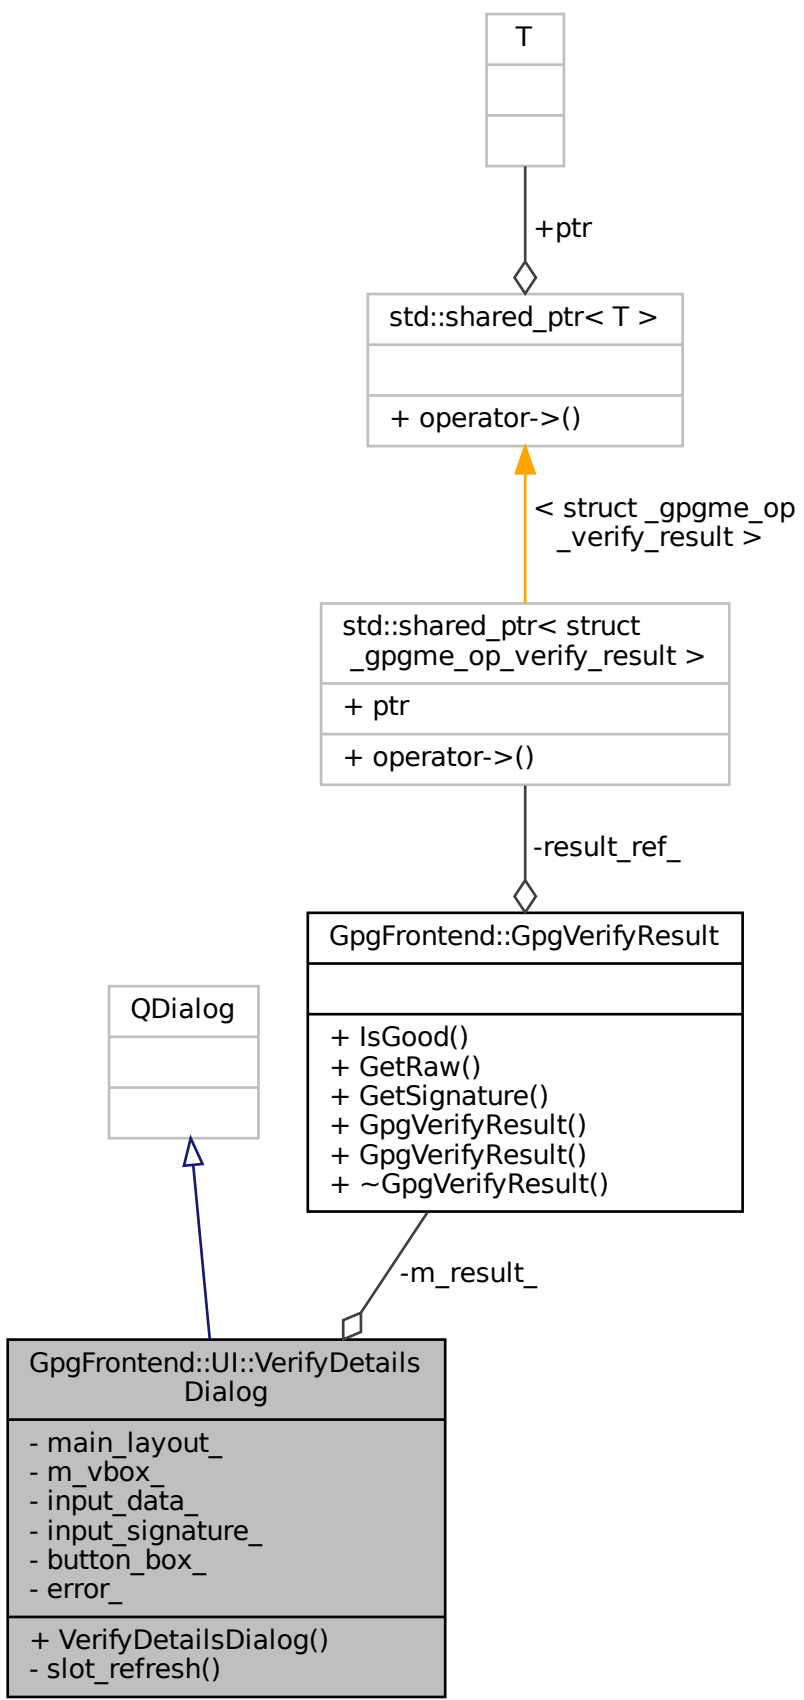 T
+ptr
std::shared_ptr< T >
+ operator->()
< struct _gpgme_op
_verify_result >
std::shared_ptr< struct
_gpgme_op_verify_result >
+ ptr
+ operator->()
-result_ref_
GpgFrontend::GpgVerifyResult
+ IsGood()
+ GetRaw()
+ GetSignature()
+ GpgVerifyResult()
+ GpgVerifyResult()
+ ~GpgVerifyResult()
QDialog
-m_result_
GpgFrontend::UI::VerifyDetails
Dialog
- main_layout_
- m_vbox_
- input_data_
- input_signature_
- button_box_
- error_
+ VerifyDetailsDialog()
- slot_refresh()